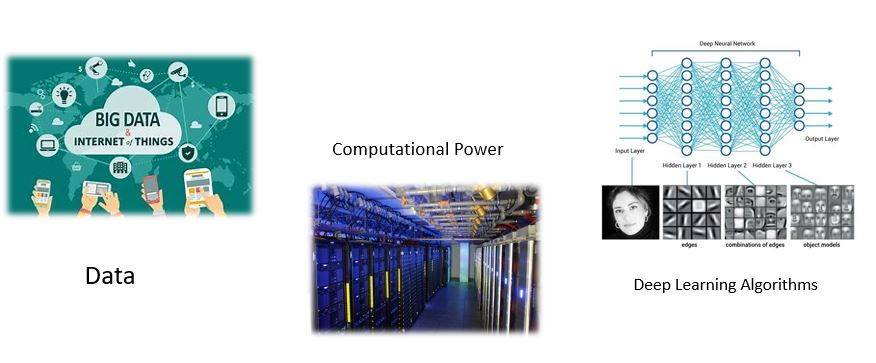 BIG DATA
&
INTERNET of THINGS
Data
Computational Power
Deep Neural Network
Input Layer
Hidden Layer 1
Hidden Layer 2
Hidden Layer 3
Output Layer
edges
combinations of edges
object models
Deep Learning Algorithms